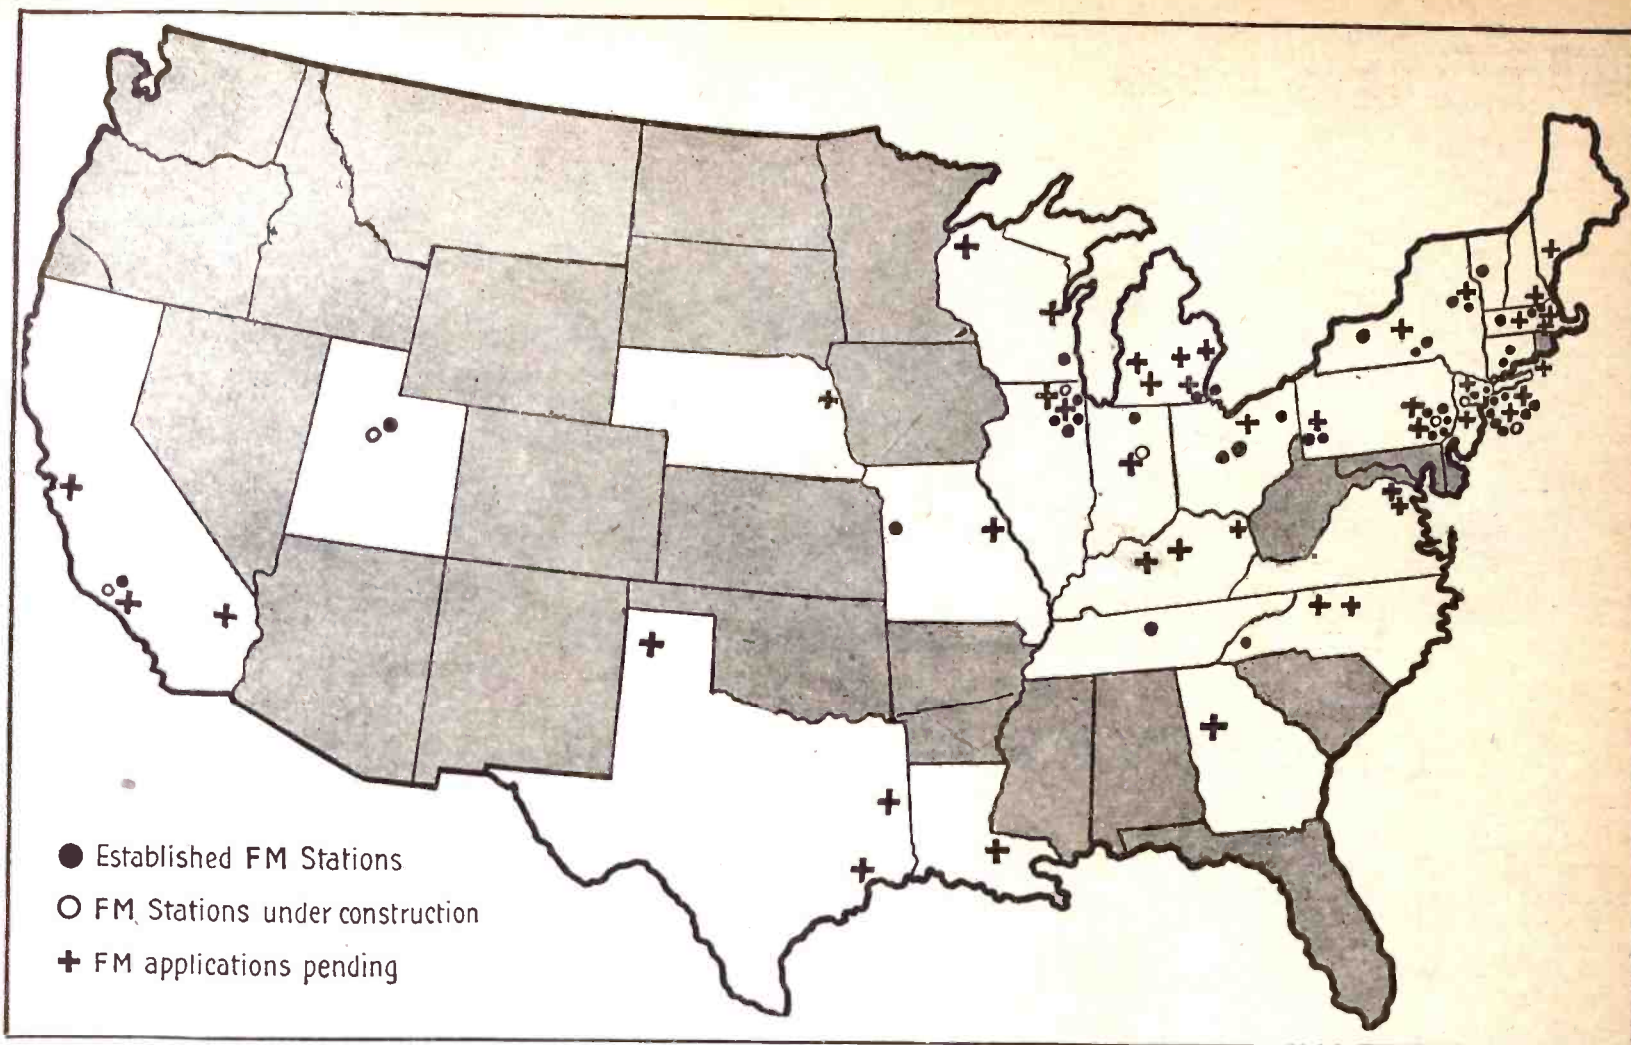 Established FM Stations
FM Stations under construction
FM applications pending